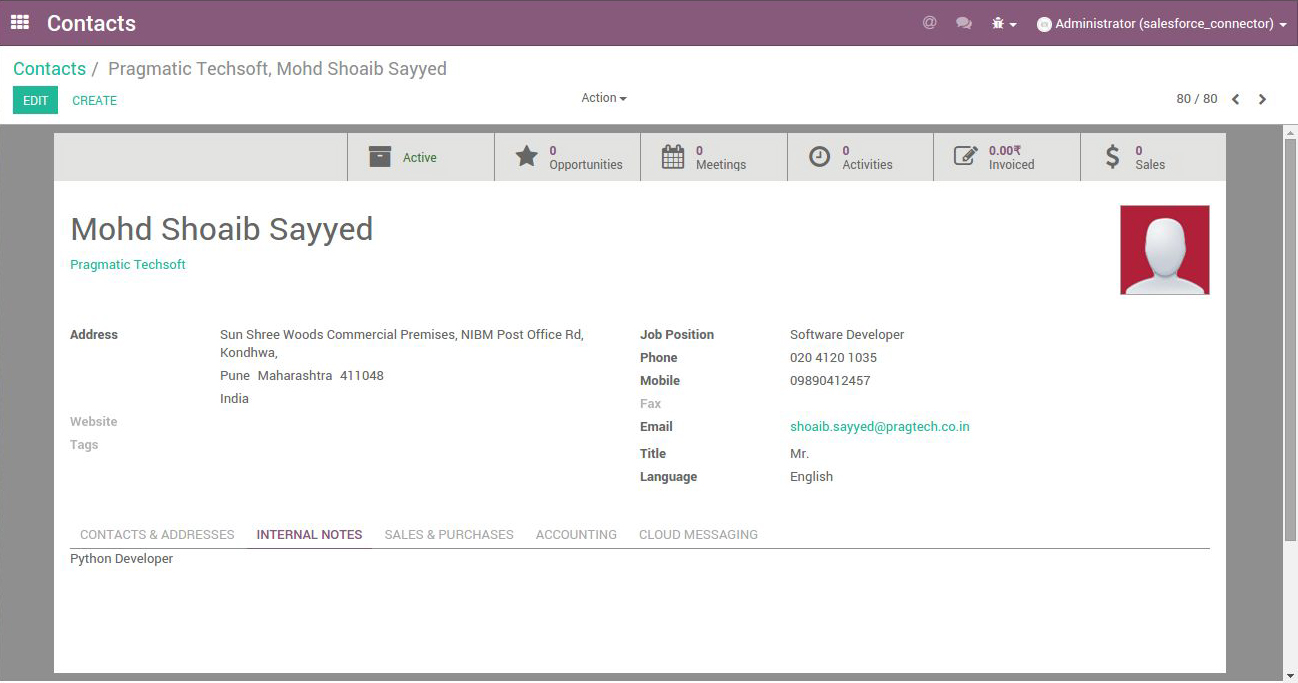 Contacts
@ Administrator (salesforce_connector)
Contacts / Pragmatic Techsoft, Mohd Shoaib Sayyed
EDIT CREATE Action 80 / 80
Active
0 Opportunities
0 Meetings
0 Activities
0.00₹ Invoiced
$ 0 Sales
Mohd Shoaib Sayyed
Pragmatic Techsoft
Address Sun Shree Woods Commercial Premises, NIBM Post Office Rd,
Kondhwa,
Pune Maharashtra 411048
India
Website
Tags
Job Position Software Developer
Phone 020 4120 1035
Mobile 09890412457
Fax
Email shoaib.sayyed@pragtech.co.in
Title Mr.
Language English
CONTACTS & ADDRESSES INTERNAL NOTES SALES & PURCHASES ACCOUNTING CLOUD MESSAGING
Python Developer